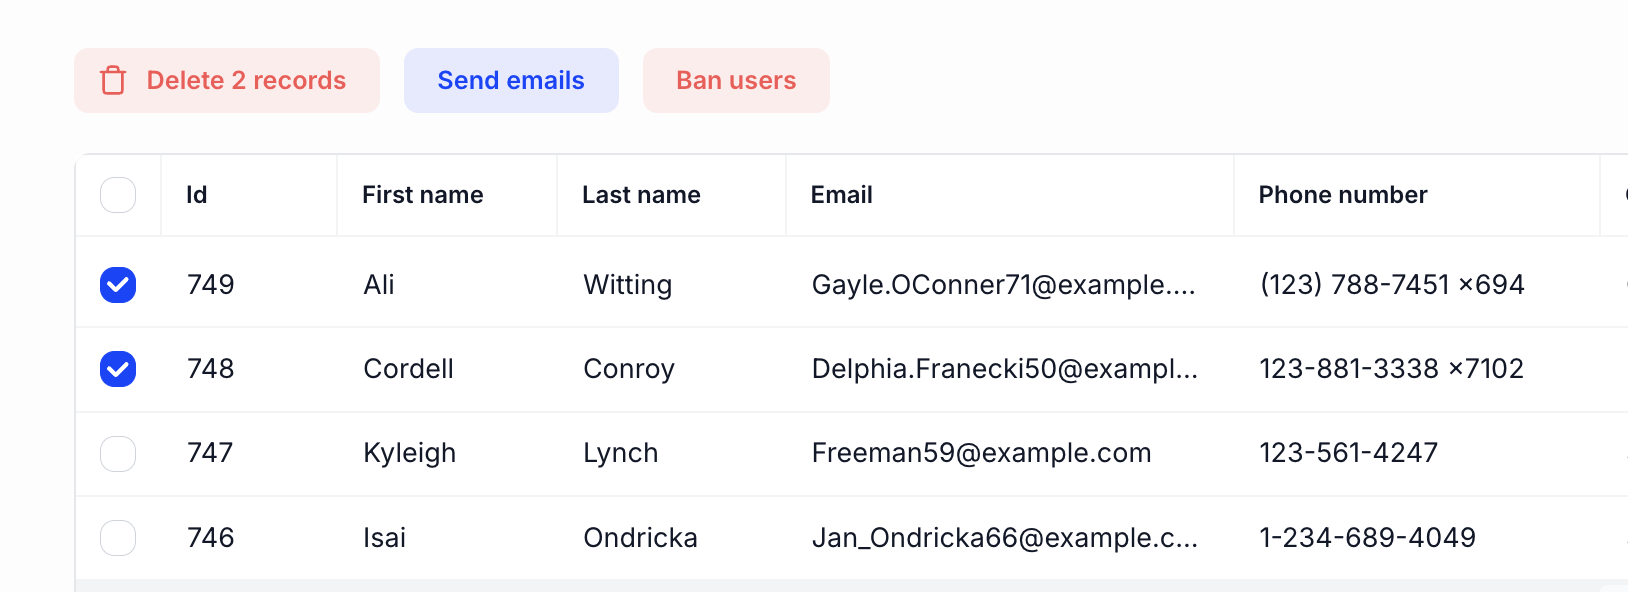 Delete 2 records Send emails Ban users
Id First name Last name Email Phone number
749 Ali Witting Gayle.OConner71@example.... (123) 788-7451 ×694
748 Cordell Conroy Delphia.Franecki50@exampl... 123-881-3338 ×7102
747 Kyleigh Lynch Freeman59@example.com 123-561-4247
746 Isai Ondricka Jan_Ondricka66@example.c... 1-234-689-4049